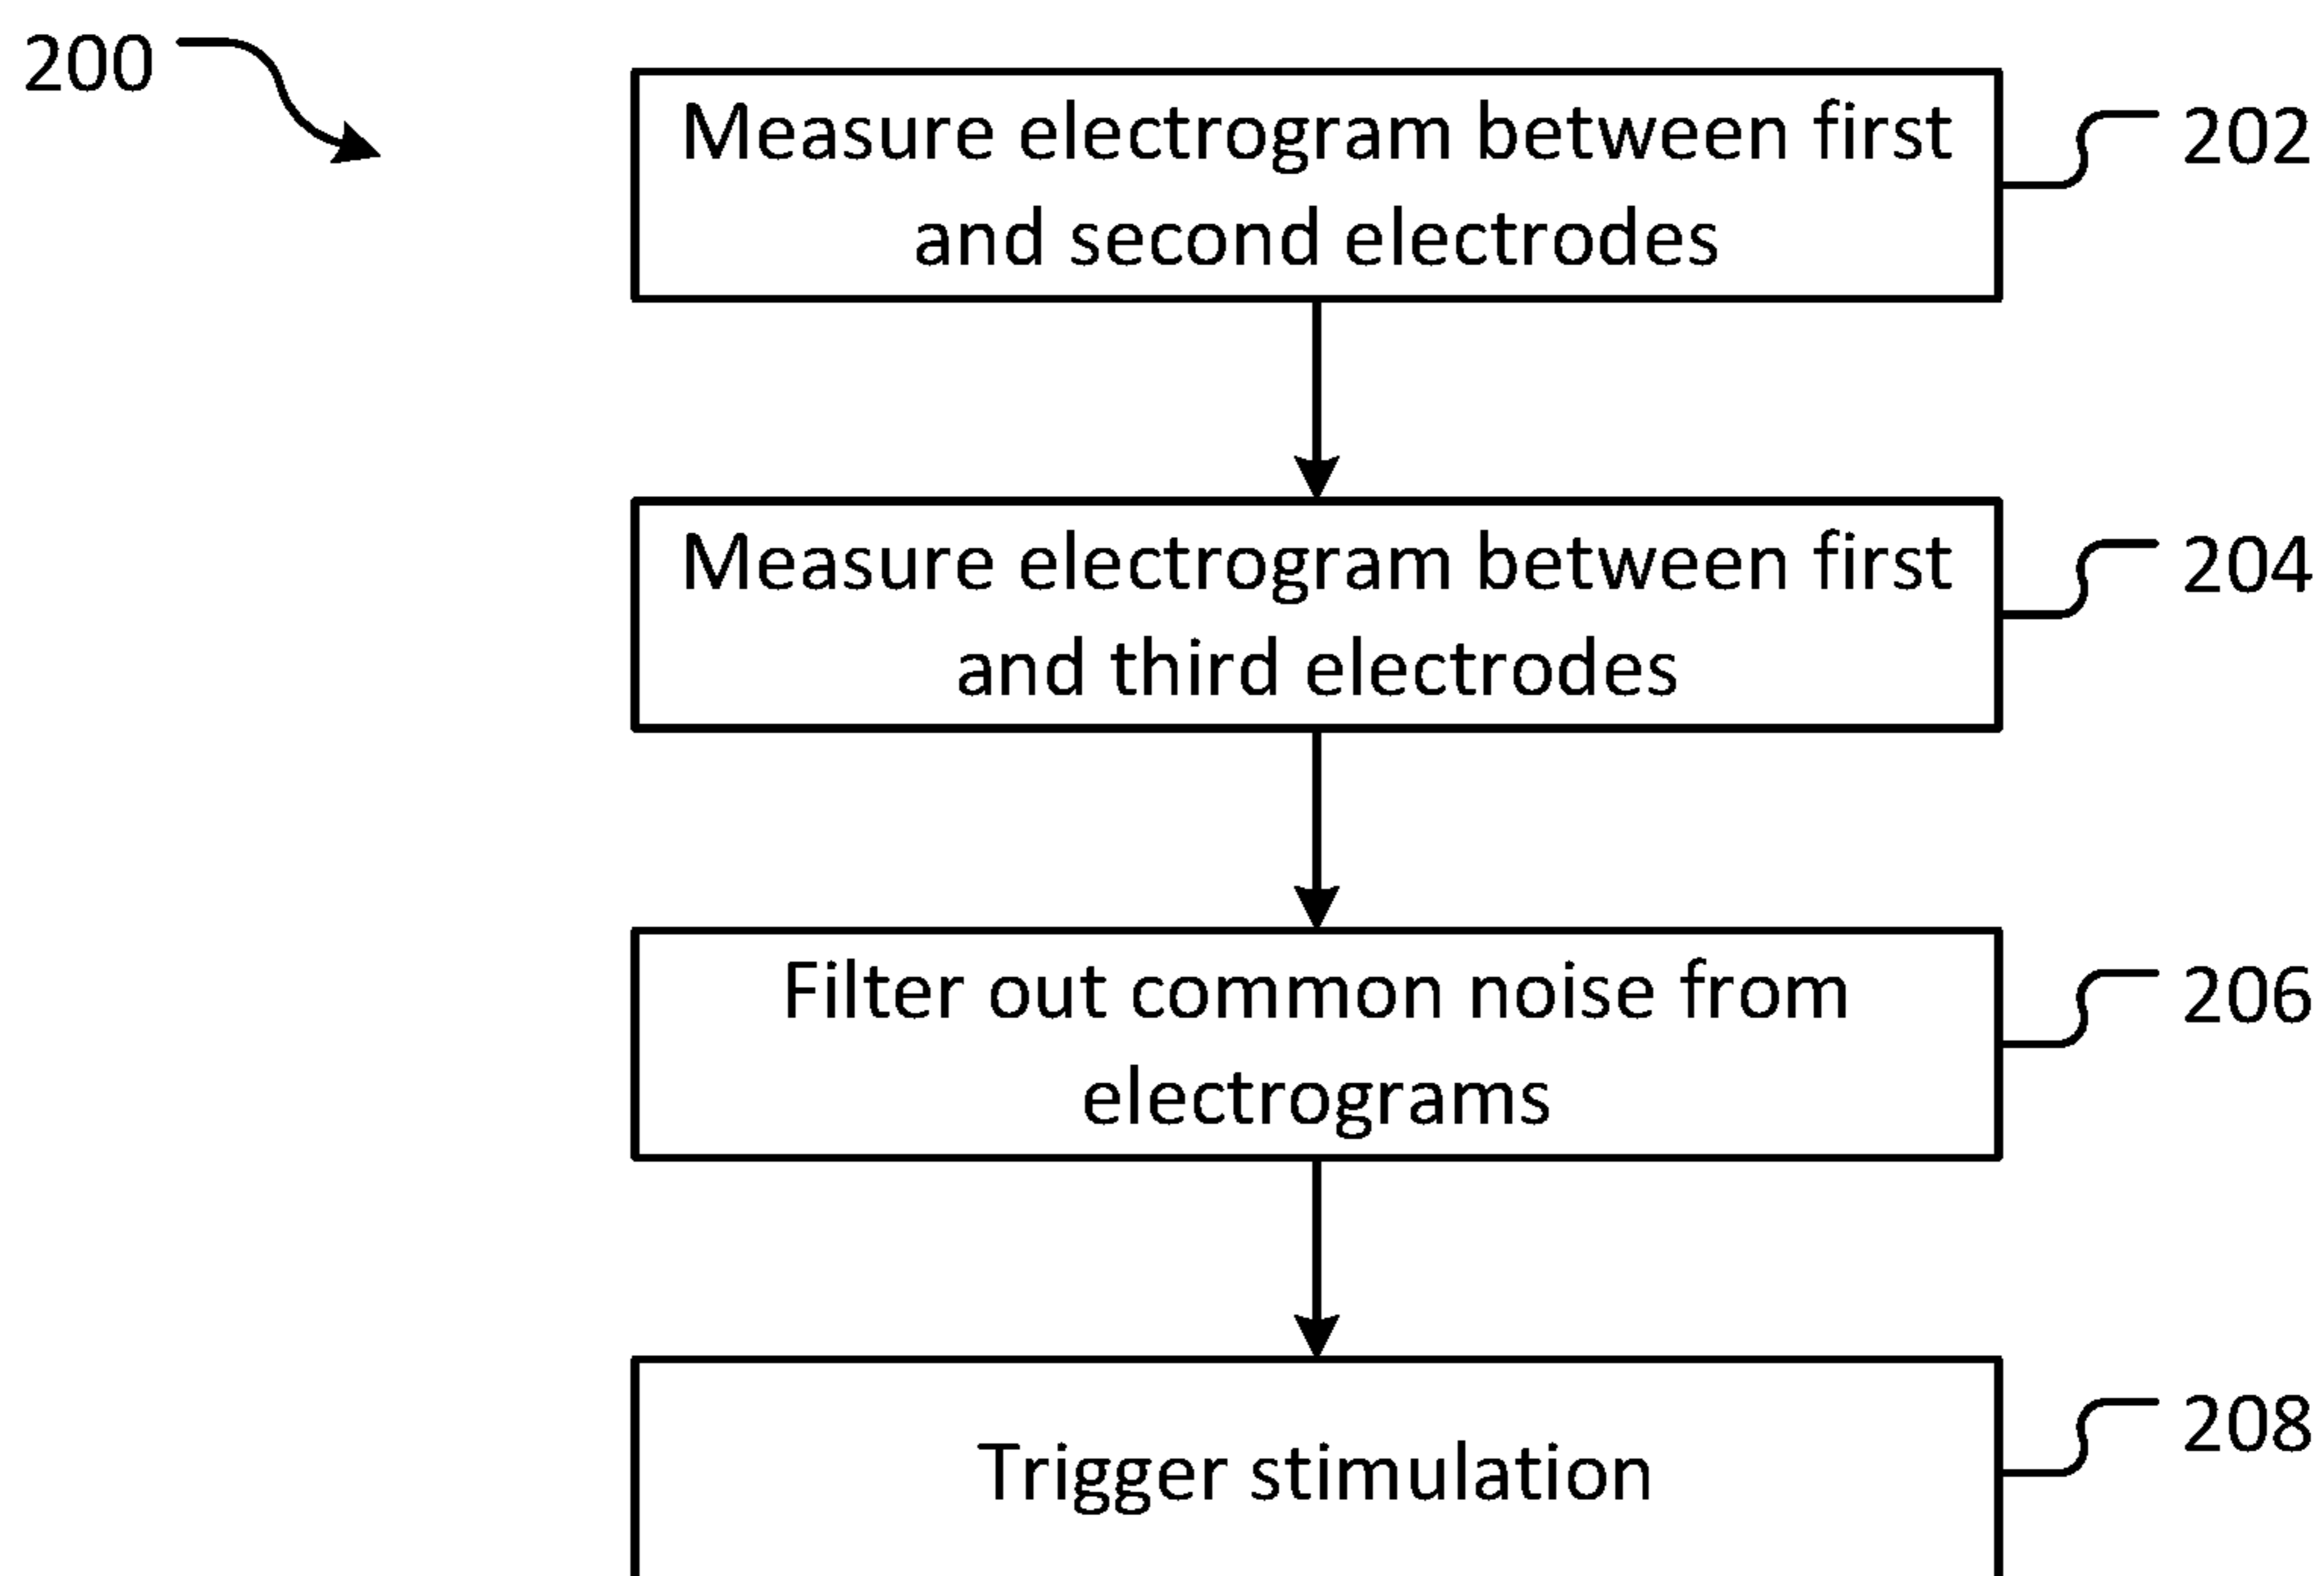 200
Measure electrogram between first
and second electrodes
202
Measure electrogram between first
and third electrodes
204
Filter out common noise from
electrograms
206
Trigger stimulation
208